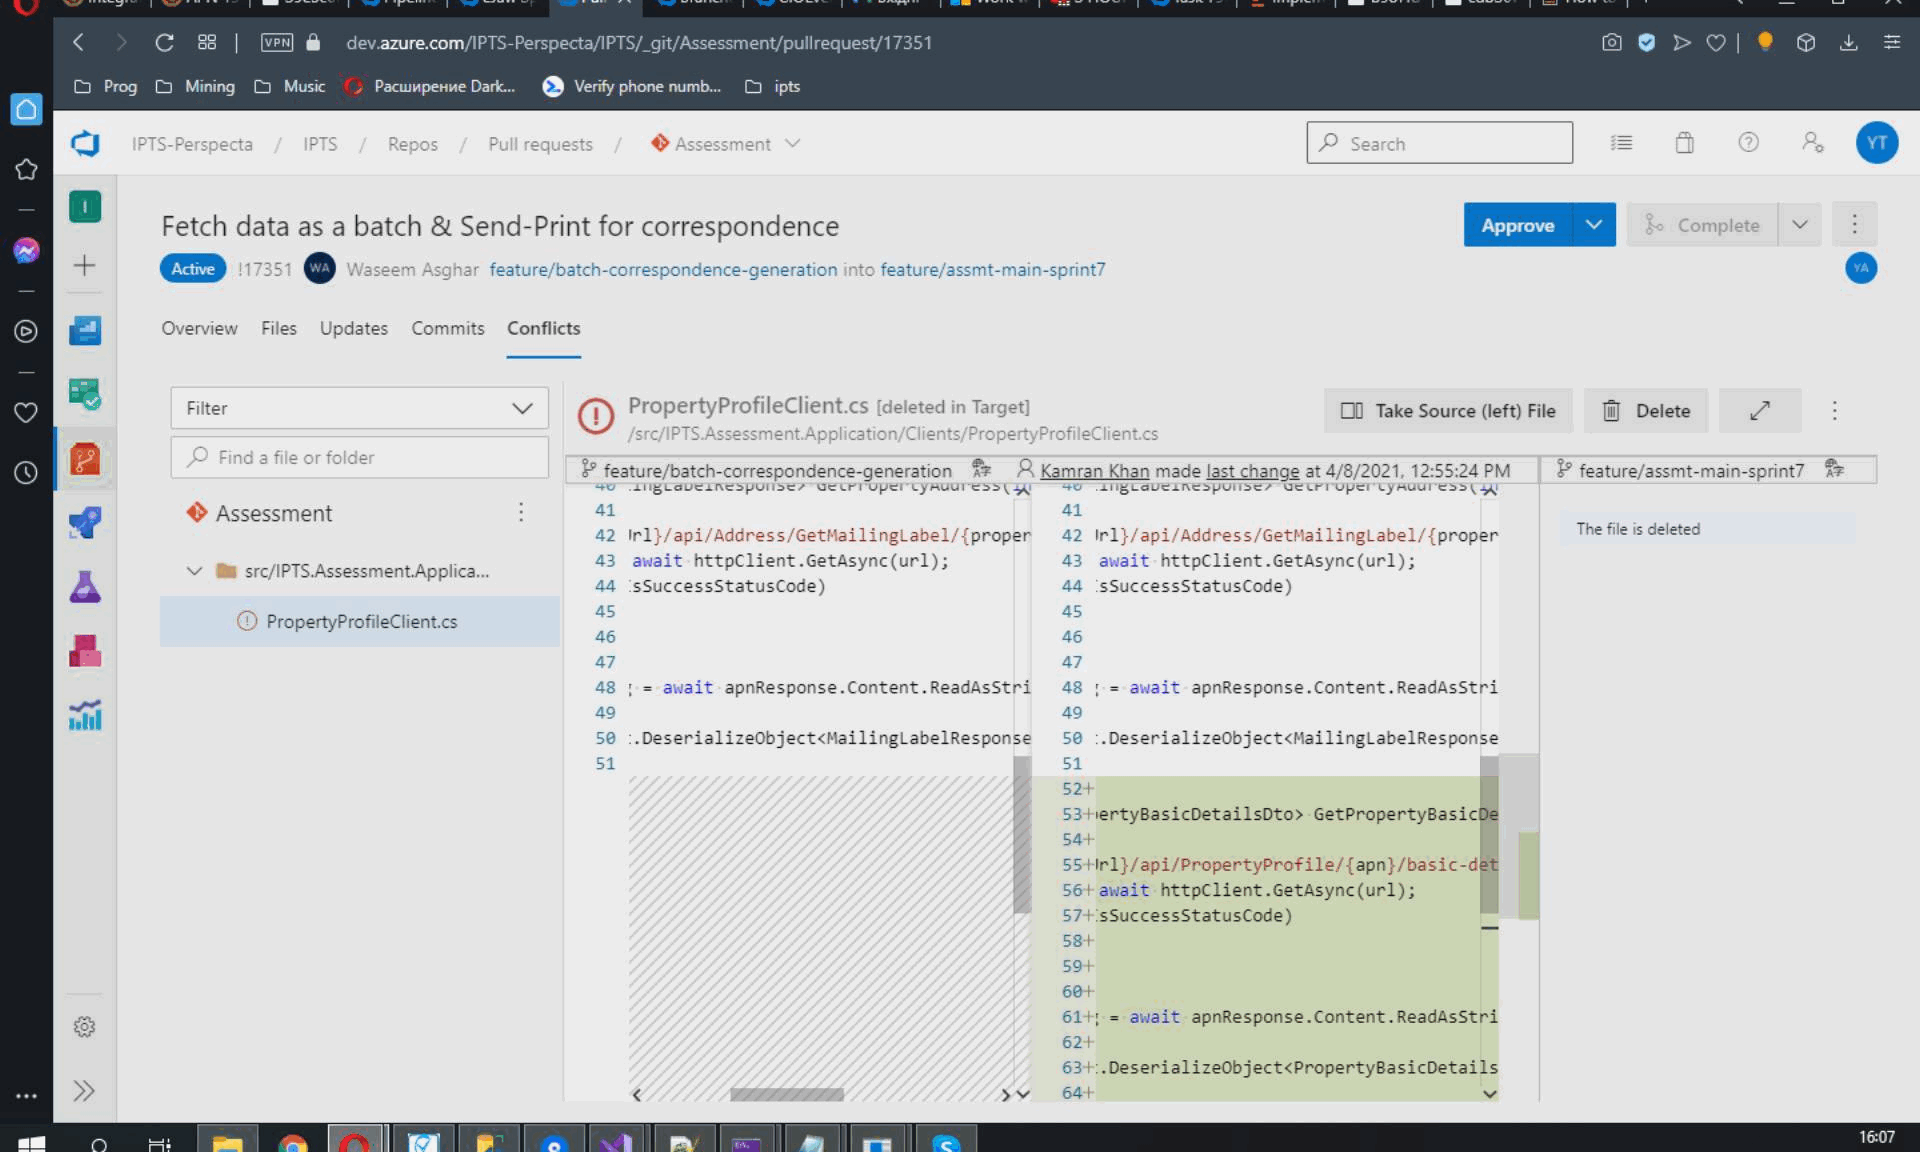 VPN
dev.azure.com/IPTS-Perspecta/IPTS/_git/Assessment/pullrequest/17351
Prog
Mining
Music
Расширение Dark...
Verify phone numb...
ipts
IPTS-Perspecta / IPTS / Repos / Pull requests / Assessment
Search
YT
I
Fetch data as a batch & Send-Print for correspondence
Approve
Complete
Active !17351 WA Waseem Asghar feature/batch-correspondence-generation into feature/assmt-main-sprint7
YA
Overview
Files
Updates
Commits
Conflicts
Filter
Find a file or folder
Assessment
src/IPTS.Assessment.Applica...
PropertyProfileClient.cs
PropertyProfileClient.cs [deleted in Target]
/src/IPTS.Assessment.Application/Clients/PropertyProfileClient.cs
Take Source (left) File
Delete
feature/batch-correspondence-generation
Kamran Khan made last change at 4/8/2021, 12:55:24 PM
feature/assmt-main-sprint7
The file is deleted
41
42 Url}/api/Address/GetMailingLabel/{proper
43 await httpClient.GetAsync(url);
44 sSuccessStatusCode)
45
46
47
48 ; = await apnResponse.Content.ReadAsStri
49
50 :.DeserializeObject<MailingLabelResponse
51
41
42 Url}/api/Address/GetMailingLabel/{proper
43 await httpClient.GetAsync(url);
44 sSuccessStatusCode)
45
46
47
48 ; = await apnResponse.Content.ReadAsStri
49
50 :.DeserializeObject<MailingLabelResponse
51
52+
53+ ertyBasicDetailsDto> GetPropertyBasicDe
54+
55+ Url}/api/PropertyProfile/{apn}/basic-det
56+ await httpClient.GetAsync(url);
57+ sSuccessStatusCode)
58+
59+
60+
61+ ; = await apnResponse.Content.ReadAsStri
62+
63+ :.DeserializeObject<PropertyBasicDetails
64+
16:07